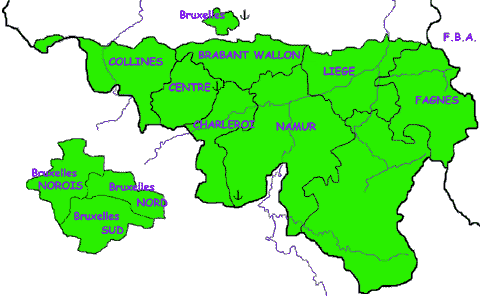 Bruxelles
F.B.A.
COLLINES
BRABANT WALLON
LIEGE
CENTRE
FAGNES
CHARLEROI
NAMUR
Bruxelles
NOROIS
Bruxelles
NORD
Bruxelles
SUD